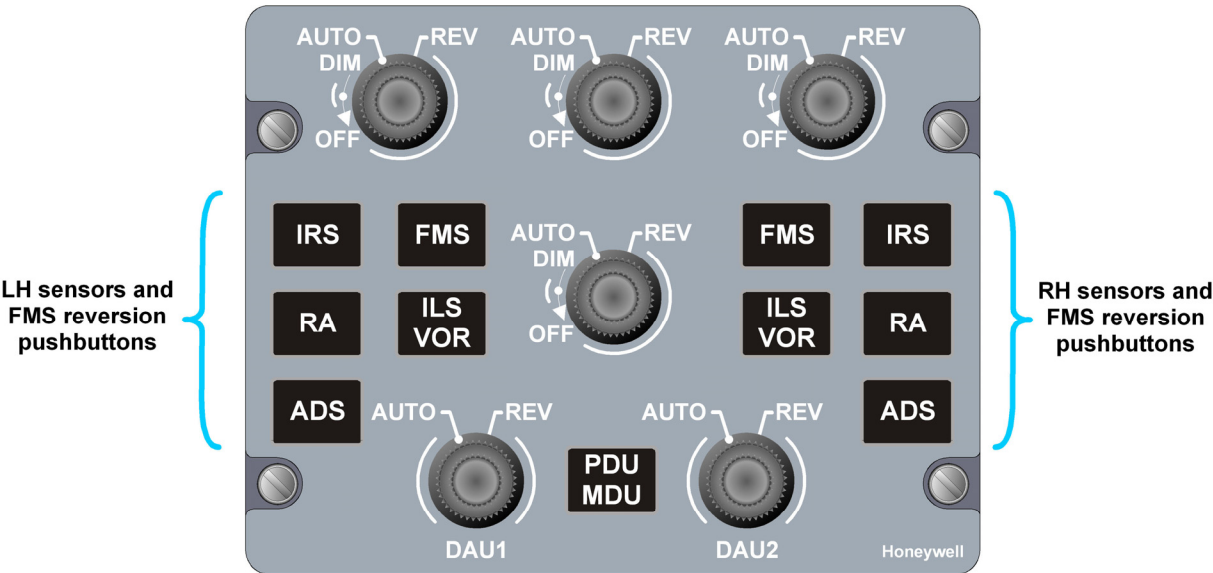 AUTO REV AUTO REV AUTO REV
DIM DIM DIM
OFF OFF OFF
IRS FMS FMS IRS
AUTO REV
DIM
LH sensors and
FMS reversion
pushbuttons
RA
ILS
VOR
OFF
ILS
VOR
RA
RH sensors and
FMS reversion
pushbuttons
ADS AUTO REV AUTO REV ADS
PDU
MDU
DAU1 DAU2
Honeywell